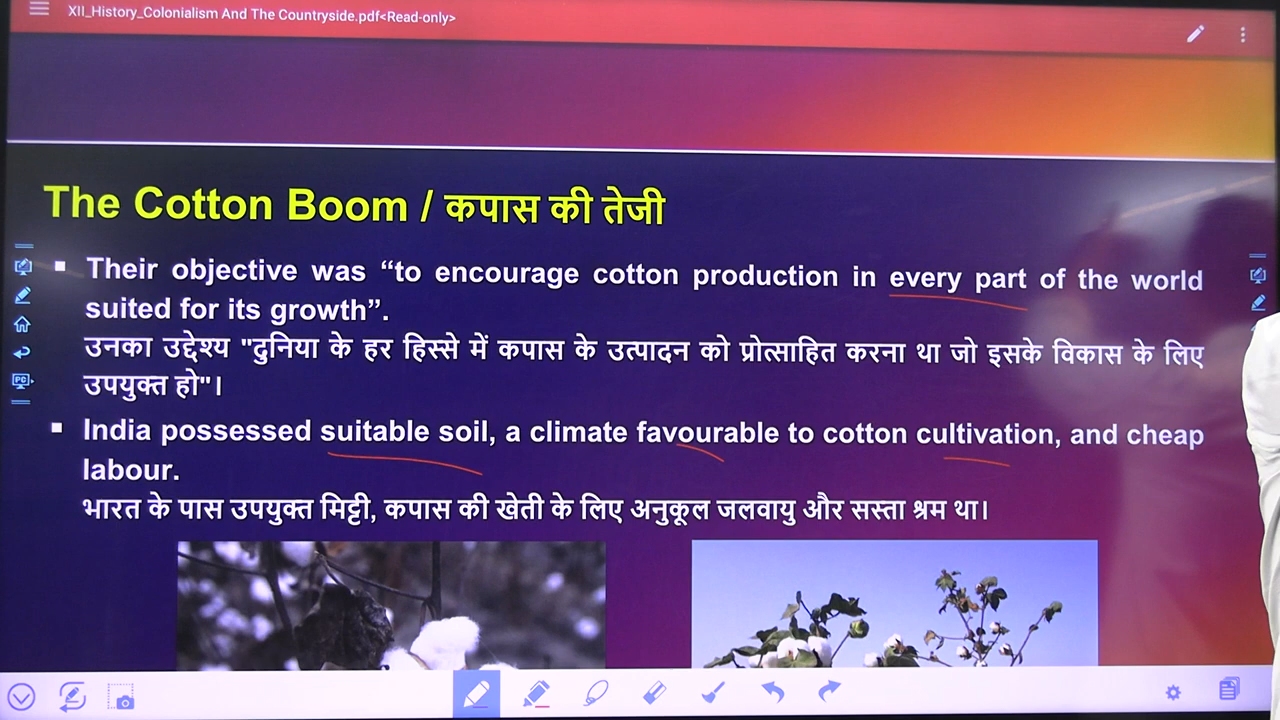 XII_History_Colonialism And The Countryside.pdf<Read-only>
The Cotton Boom / कपास की तेजी
Their objective was “to encourage cotton production in every part of the world
suited for its growth”.
उनका उद्देश्य "दुनिया के हर हिस्से में कपास के उत्पादन को प्रोत्साहित करना था जो इसके विकास के लिए
उपयुक्त हो"।
India possessed suitable soil, a climate favourable to cotton cultivation, and cheap
labour.
भारत के पास उपयुक्त मिट्टी, कपास की खेती के लिए अनुकूल जलवायु और सस्ता श्रम था।
PC